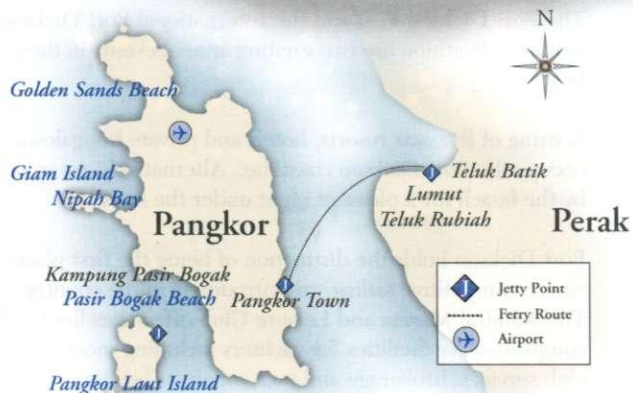 N
Golden Sands Beach
Giam Island
Nipah Bay
Pangkor
Kampung Pasir Bogak
Pasir Bogak Beach
Pangkor Town
Pangkor Laut Island
Teluk Batik
Lumut
Teluk Rubiah
Perak
J
J
J
J
Jetty Point
Ferry Route
Airport